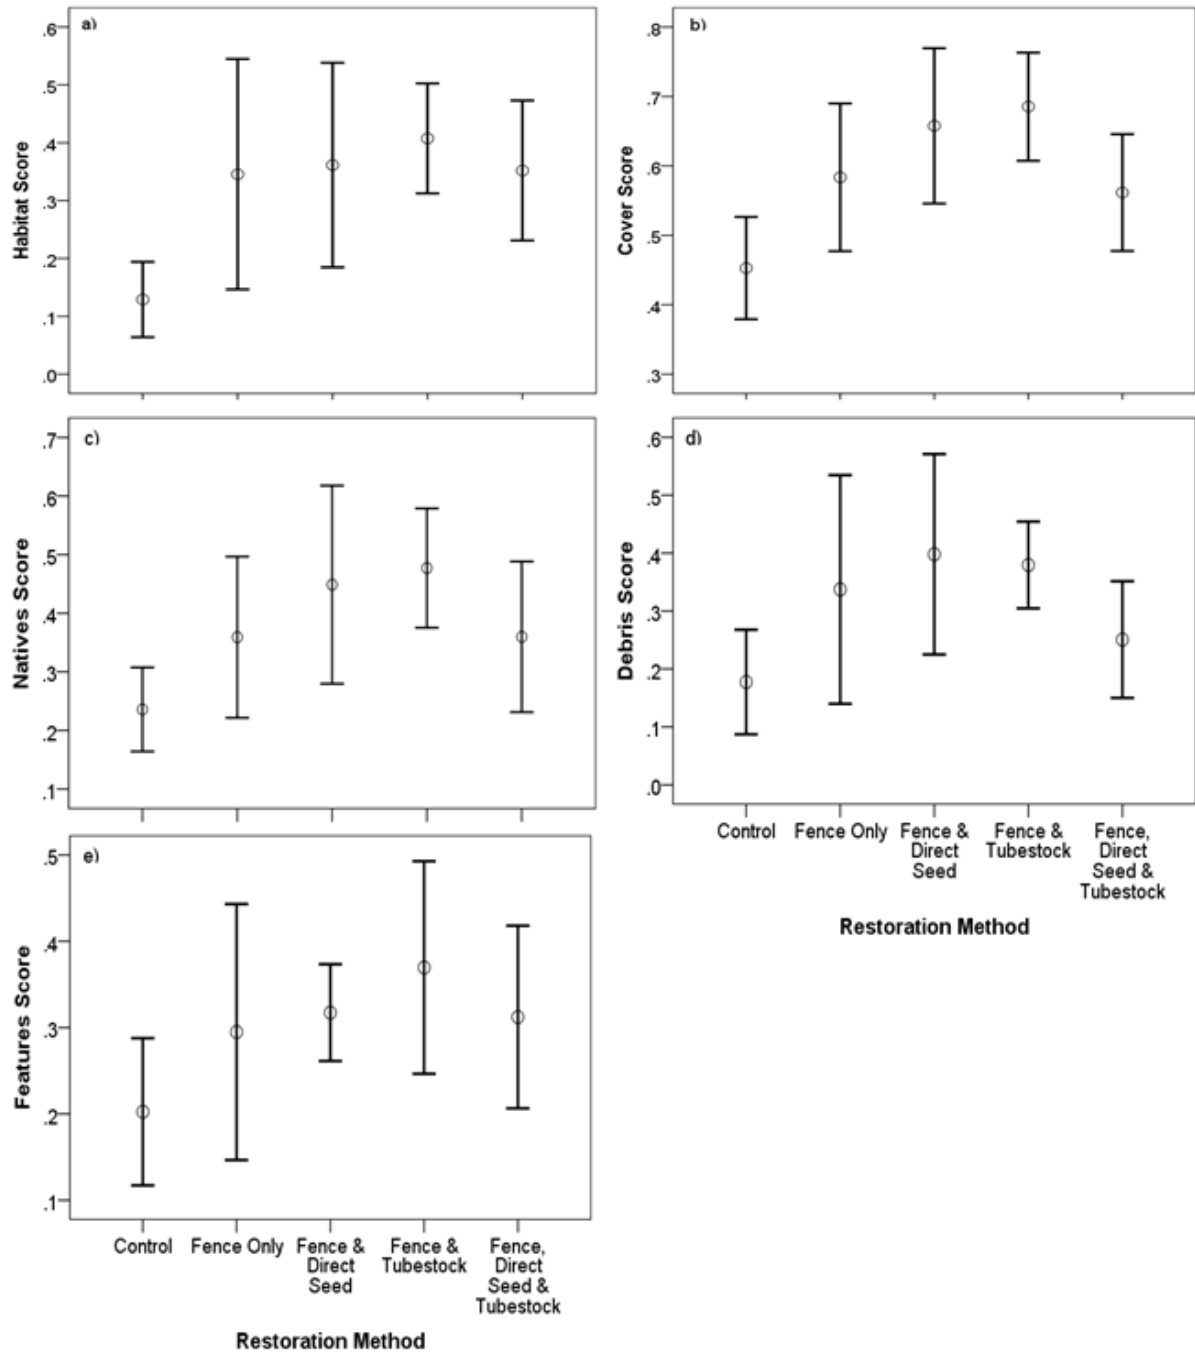 a)
.6
.5
.4
.3
.2
.1
.0
Habitat Score
b)
.8
.7
.6
.5
.4
.3
Cover Score
c)
.7
.6
.5
.4
.3
.2
.1
Natives Score
d)
.6
.5
.4
.3
.2
.1
.0
Debris Score
Control
Fence Only
Fence &
Direct
Seed
Fence &
Tubestock
Fence,
Direct
Seed &
Tubestock
Restoration Method
e)
.5
.4
.3
.2
.1
Features Score
Control
Fence Only
Fence &
Direct
Seed
Fence &
Tubestock
Fence,
Direct
Seed &
Tubestock
Restoration Method